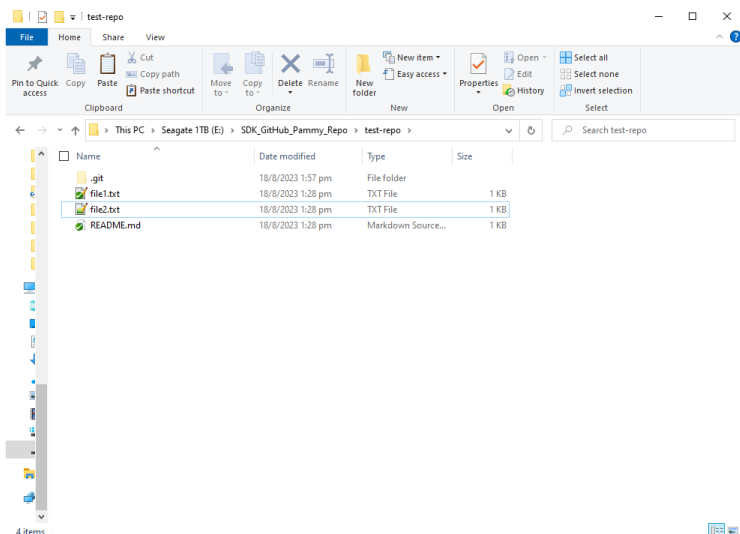 test-repo
File Home Share View
Pin to Quick access
Copy
Paste
Cut
Copy path
Paste shortcut
Clipboard
Move to
Copy to
Delete
Rename
Organize
New folder
New item
Easy access
New
Properties
Open
Edit
History
Open
Select all
Select none
Invert selection
Select
This PC > Seagate 1TB (E:) > SDK_GitHub_Pammy_Repo > test-repo >
Search test-repo
Name Date modified Type Size
.git 18/8/2023 1:57 pm File folder
file1.txt 18/8/2023 1:28 pm TXT File 1 KB
file2.txt 18/8/2023 1:28 pm TXT File 1 KB
README.md 18/8/2023 1:28 pm Markdown Source... 1 KB
4 items